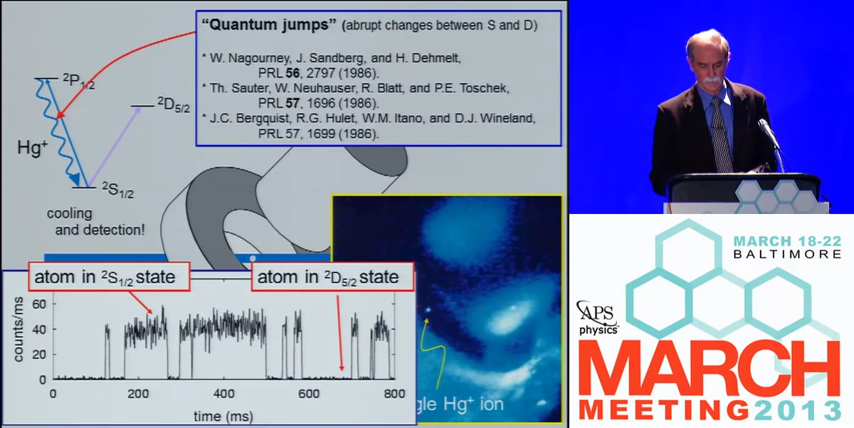 “Quantum jumps” (abrupt changes between S and D)
* W. Nagourney, J. Sandberg, and H. Dehmelt,
PRL 56, 2797 (1986).
* Th. Sauter, W. Neuhauser, R. Blatt, and P.E. Toschek,
PRL 57, 1696 (1986).
* J.C. Bergquist, R.G. Hulet, W.M. Itano, and D.J. Wineland,
PRL 57, 1699 (1986).
²P₁/₂
²D₅/₂
Hg⁺
²S₁/₂
cooling
and detection!
atom in ²S₁/₂ state
atom in ²D₅/₂ state
counts/ms
60
40
20
0
0 200 400 600 800
time (ms)
gle Hg⁺ ion
MARCH 18-22
BALTIMORE
APS
physics
MARCH
MEETING2013